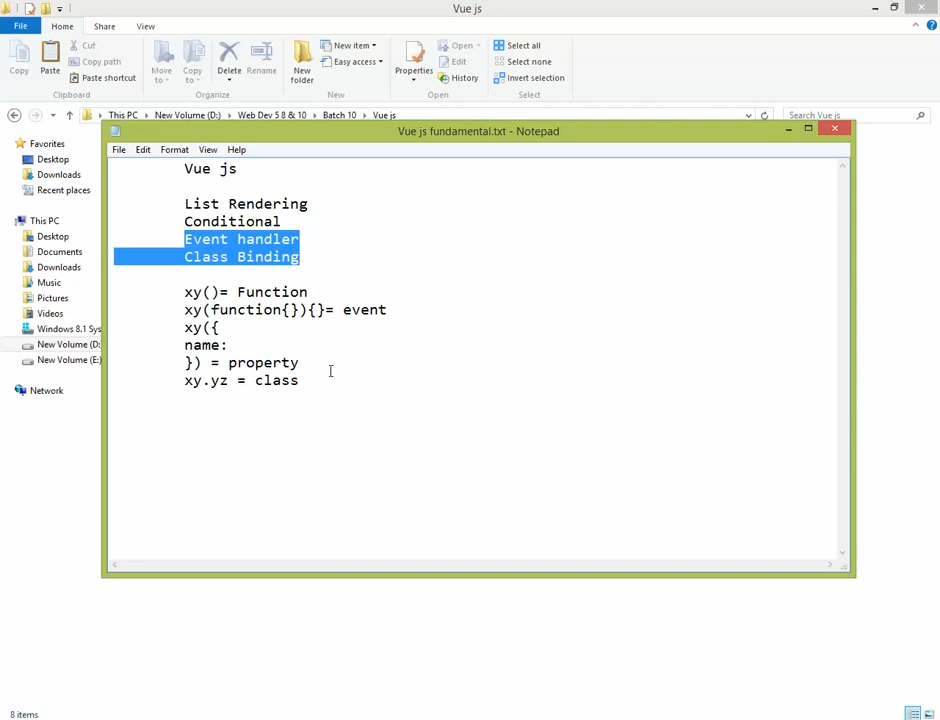 Vue js
File
Home
Share
View
Copy
Paste
Cut
Copy path
Paste shortcut
Clipboard
Move to
Copy to
Delete
Rename
Organize
New folder
New item
Easy access
New
Properties
Open
Edit
History
Open
Select all
Select none
Invert selection
Select
This PC
New Volume (D:)
Web Dev 5 8 & 10
Batch 10
Vue js
Search Vue js
Favorites
Desktop
Downloads
Recent places
This PC
Desktop
Documents
Downloads
Music
Pictures
Videos
Windows 8.1 Sys
New Volume (D:
New Volume (E:)
Network
Vue js fundamental.txt - Notepad
File
Edit
Format
View
Help
Vue js
List Rendering
Conditional
Event handler
Class Binding
xy()= Function
xy(function{}){}= event
xy({
name:
}) = property
xy.yz = class
8 items